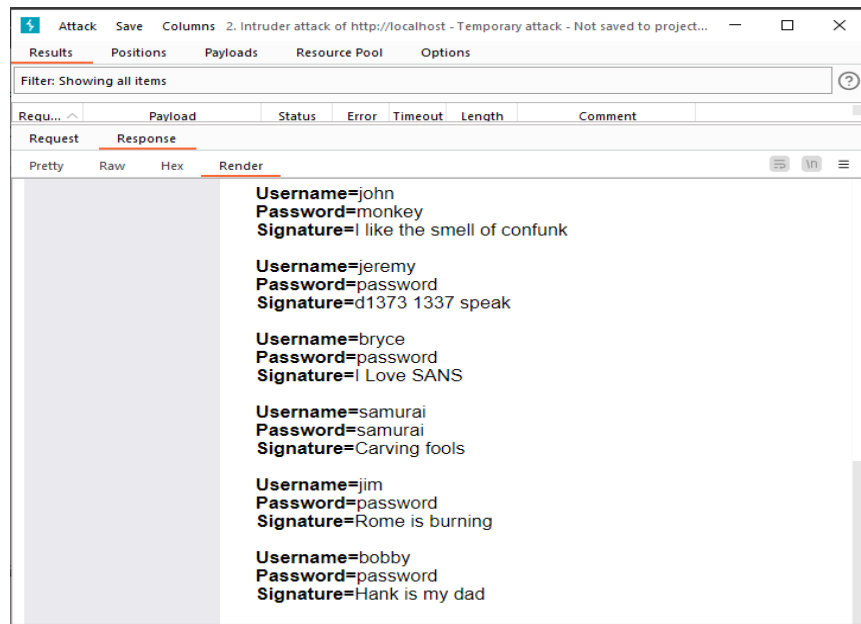 Attack Save Columns 2. Intruder attack of http://localhost - Temporary attack - Not saved to project...
Results Positions Payloads Resource Pool Options
Filter: Showing all items
?
Requ... Payload Status Error Timeout Length Comment
Request Response
Pretty Raw Hex Render \n
Username=john
Password=monkey
Signature=I like the smell of confunk
Username=jeremy
Password=password
Signature=d1373 1337 speak
Username=bryce
Password=password
Signature=I Love SANS
Username=samurai
Password=samurai
Signature=Carving fools
Username=jim
Password=password
Signature=Rome is burning
Username=bobby
Password=password
Signature=Hank is my dad